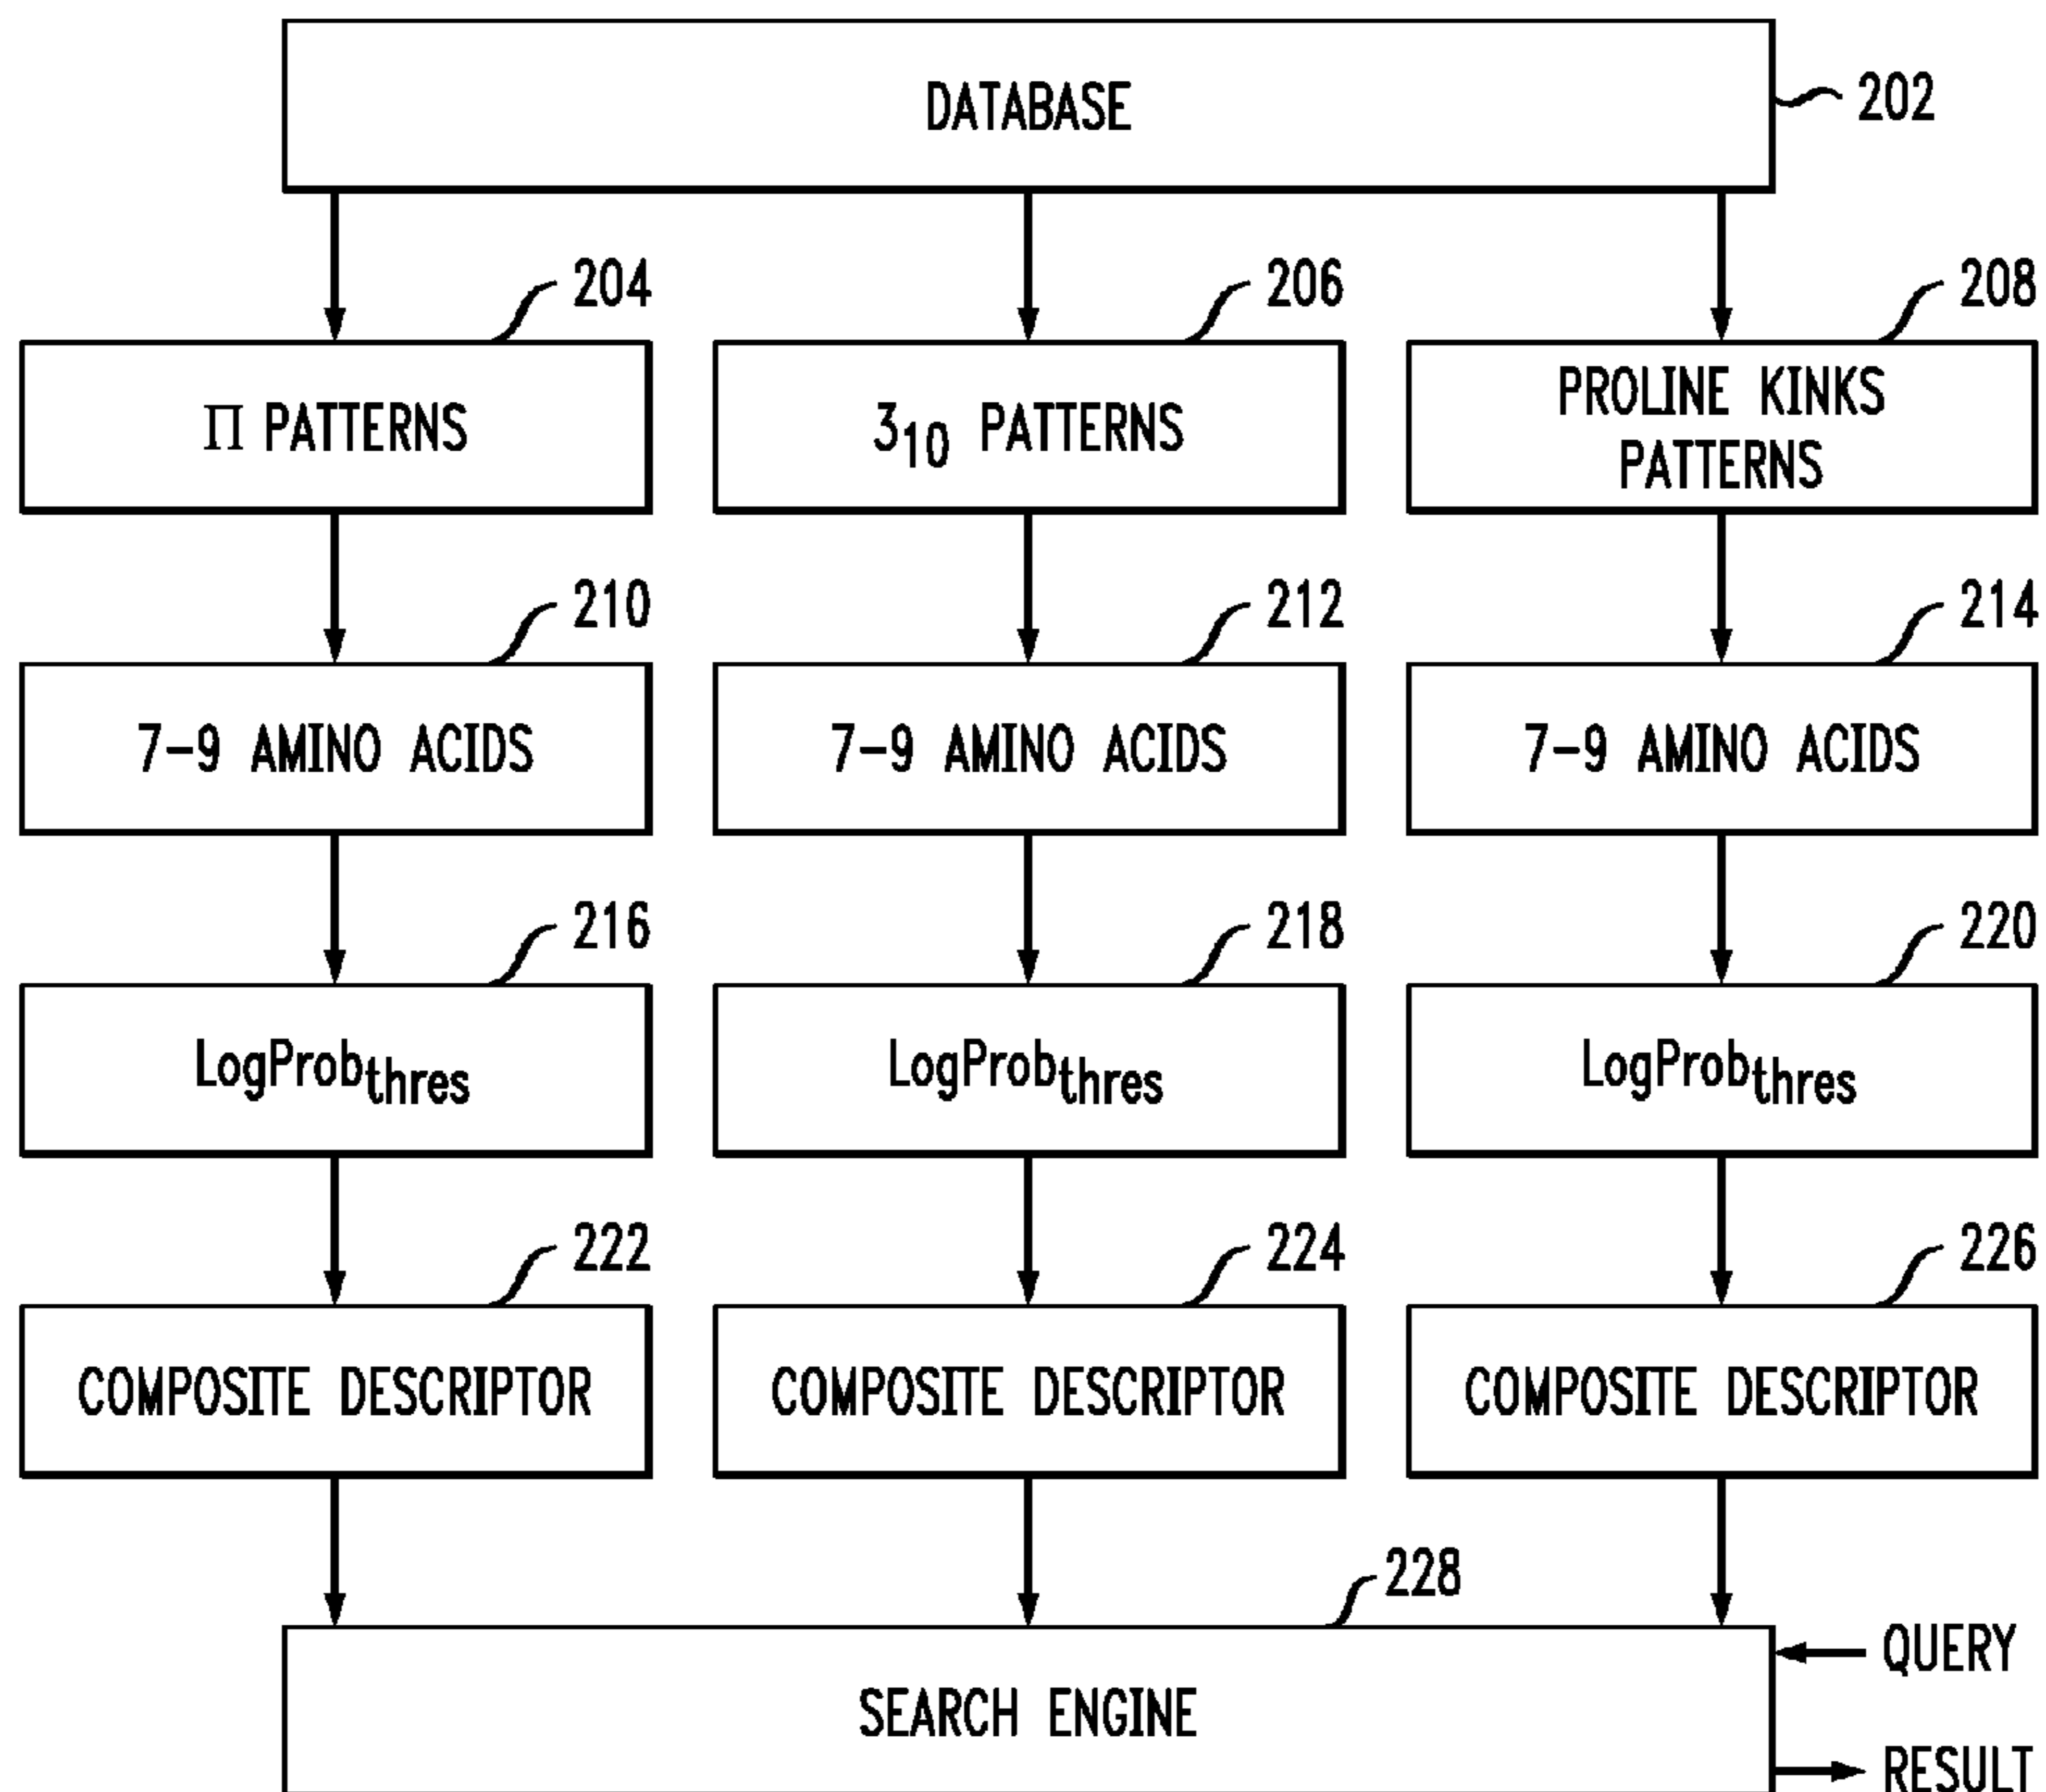 DATABASE
202
204
206
208
Π PATTERNS
3₁₀ PATTERNS
PROLINE KINKS
PATTERNS
210
212
214
7-9 AMINO ACIDS
7-9 AMINO ACIDS
7-9 AMINO ACIDS
216
218
220
LogProbthres
LogProbthres
LogProbthres
222
224
226
COMPOSITE DESCRIPTOR
COMPOSITE DESCRIPTOR
COMPOSITE DESCRIPTOR
228
QUERY
SEARCH ENGINE
RESULT